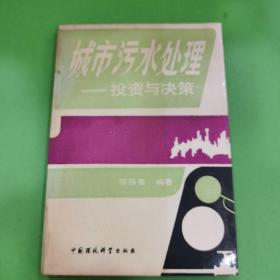 城市污水处理
——投资与决策
编著
中国环境科学出版社